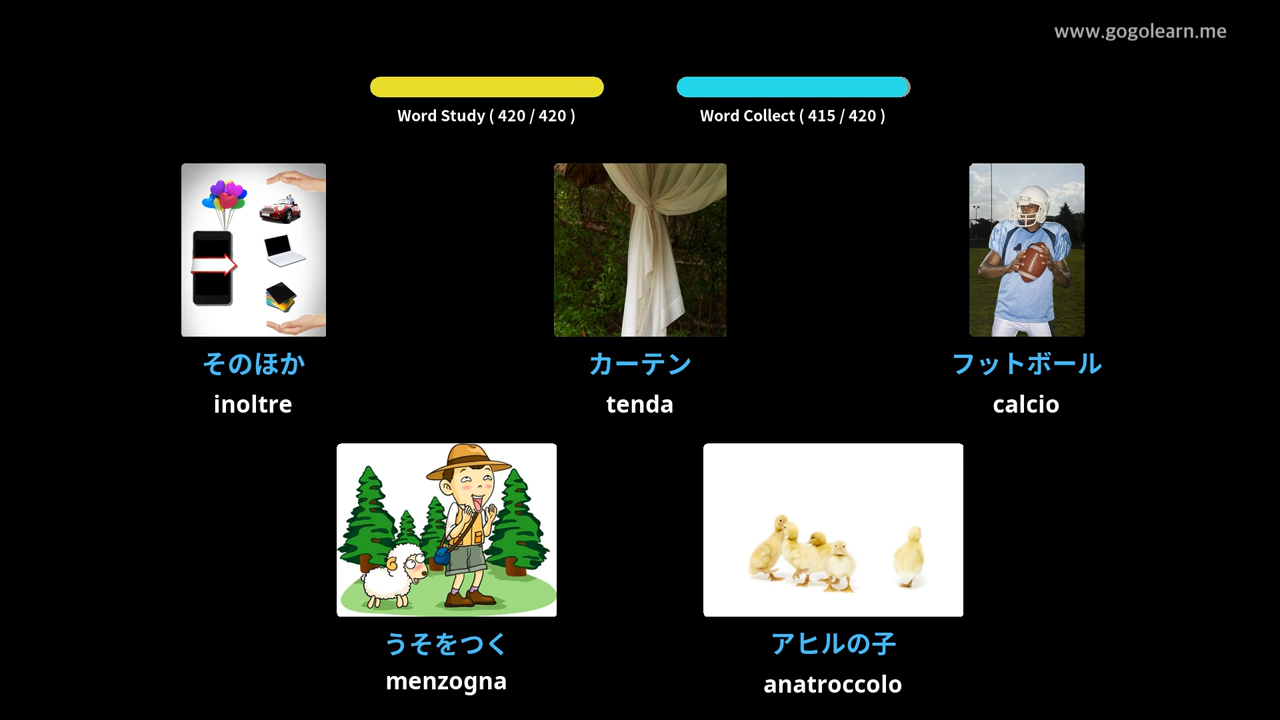 www.gogolearn.me
Word Study ( 420 / 420 )
Word Collect ( 415 / 420 )
そのほか
inoltre
カーテン
tenda
フットボール
calcio
うそをつく
menzogna
アヒルの子
anatroccolo